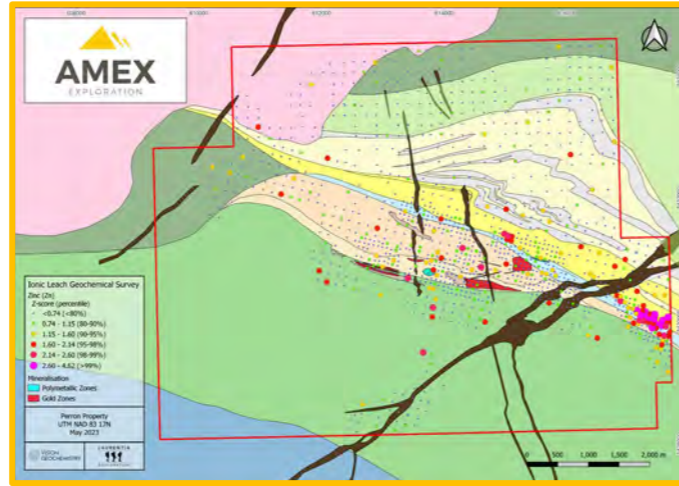 AMEX
EXPLORATION
Ionic Leach Geochemical Survey
Zinc (Zn)
Z-score (percentile)
<0.74 (<80%)
0.74 - 1.15 (80-90%)
1.15 - 1.60 (90-95%)
1.60 - 2.14 (95-98%)
2.14 - 2.60 (98-99%)
2.60 - 4.62 (>99%)
Mineralisation
Polymetallic Zones
Gold Zones
Perron Property
UTM NAD 83 17N
May 2023
GEOCHEMISTRY
LAURENTIA
0 500 1,000 1,500 2,000 m